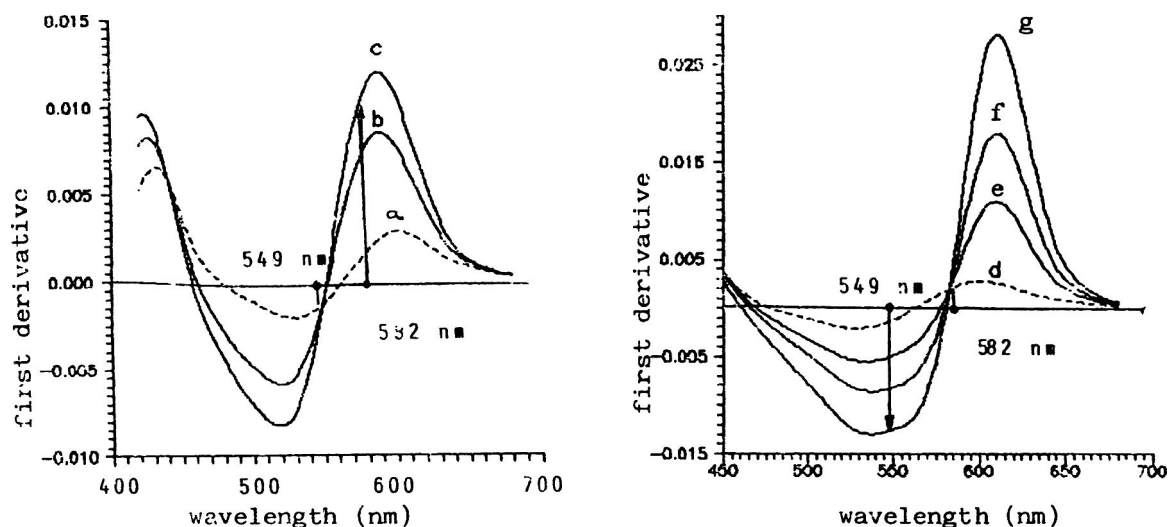 first derivative
0.015
0.010
0.005
0.000
−0.005
−0.010
c
b
a
549 nm
582 nm
400 500 600 700
wavelength (nm)
first derivative
0.025
0.015
0.005
−0.005
−0.015
g
f
e
d
549 nm
582 nm
450 500 550 600 650 700
wavelength (nm)